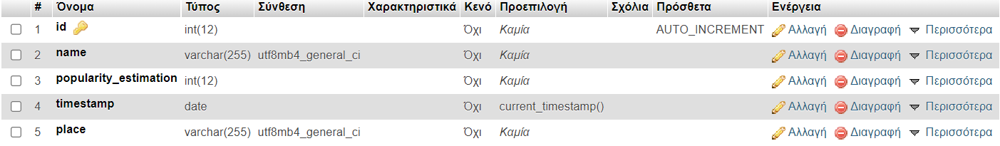 # Όνομα Τύπος Σύνθεση Χαρακτηριστικά Κενό Προεπιλογή Σχόλια Πρόσθετα Ενέργεια
1 id int(12) Όχι Καμία AUTO_INCREMENT Αλλαγή Διαγραφή Περισσότερα
2 name varchar(255) utf8mb4_general_ci Όχι Καμία Αλλαγή Διαγραφή Περισσότερα
3 popularity_estimation int(12) Όχι Καμία Αλλαγή Διαγραφή Περισσότερα
4 timestamp date Όχι current_timestamp() Αλλαγή Διαγραφή Περισσότερα
5 place varchar(255) utf8mb4_general_ci Όχι Καμία Αλλαγή Διαγραφή Περισσότερα